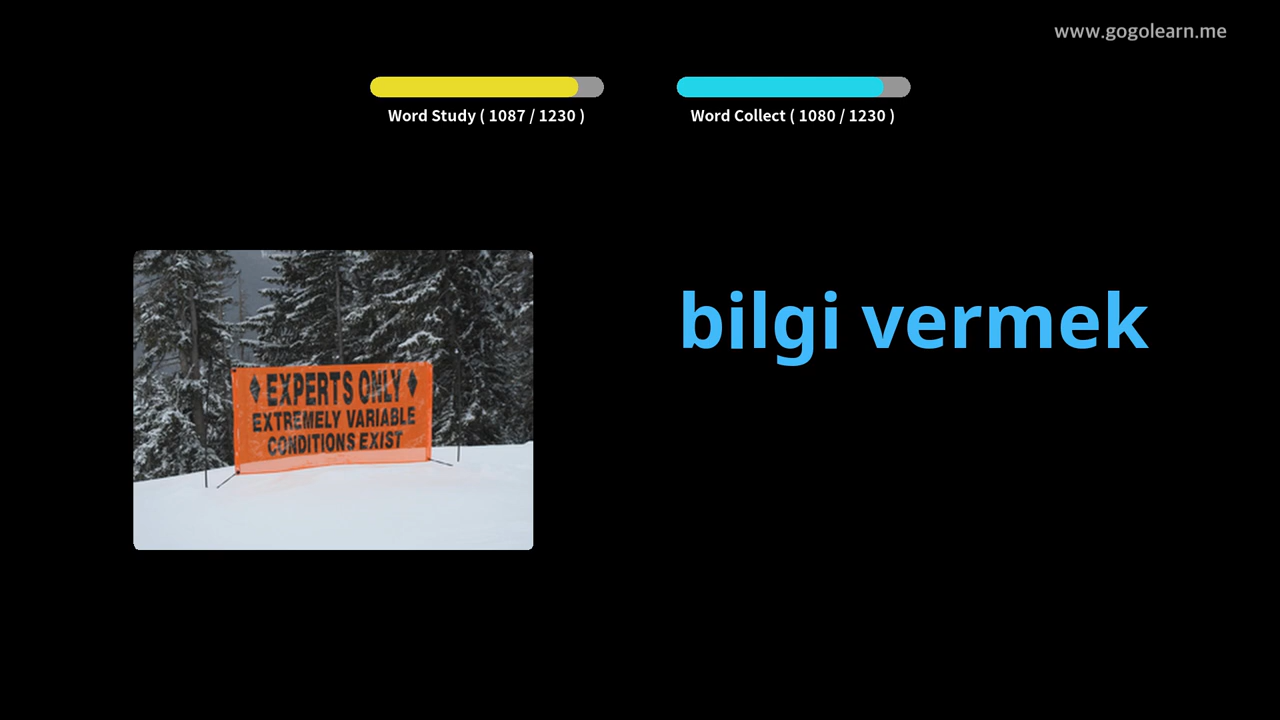 www.gogolearn.me
Word Study ( 1087 / 1230 )
Word Collect ( 1080 / 1230 )
bilgi vermek
EXPERTS ONLY
EXTREMELY VARIABLE
CONDITIONS EXIST